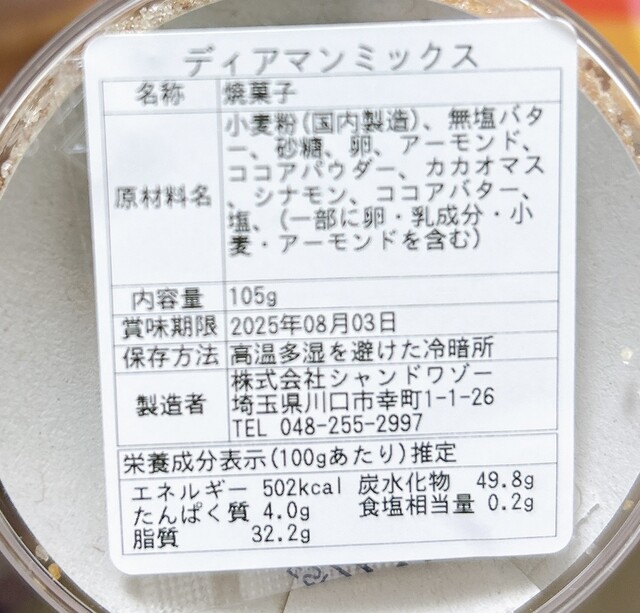 ディアマンミックス
名称 焼菓子
原材料名 小麦粉(国内製造)、無塩バタ
ー、砂糖、卵、アーモンド、
ココアパウダー、カカオマス
、シナモン、ココアバター、
塩、(一部に卵・乳成分・小
麦・アーモンドを含む)
内容量 105g
賞味期限 2025年08月03日
保存方法 高温多湿を避けた冷暗所
製造者 株式会社シャンドワゾー
埼玉県川口市幸町1-1-26
TEL 048-255-2997
栄養成分表示(100gあたり)推定
エネルギー 502kcal 炭水化物 49.8g
たんぱく質 4.0g 食塩相当量 0.2g
脂質 32.2g